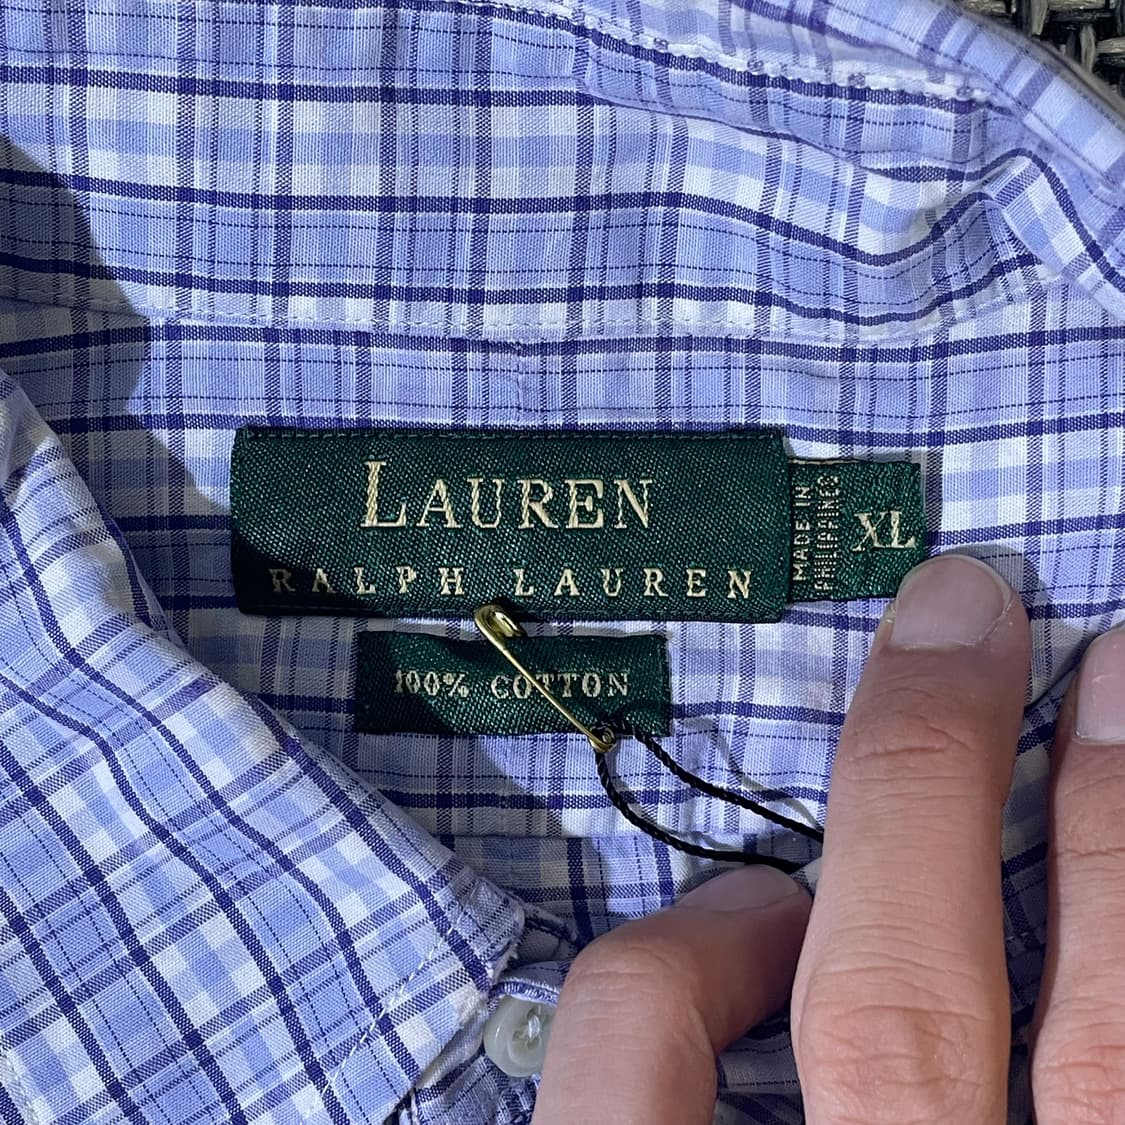 LAUREN
RALPH LAUREN
MADE IN
PHILIPPINES
XL
100% COTTON